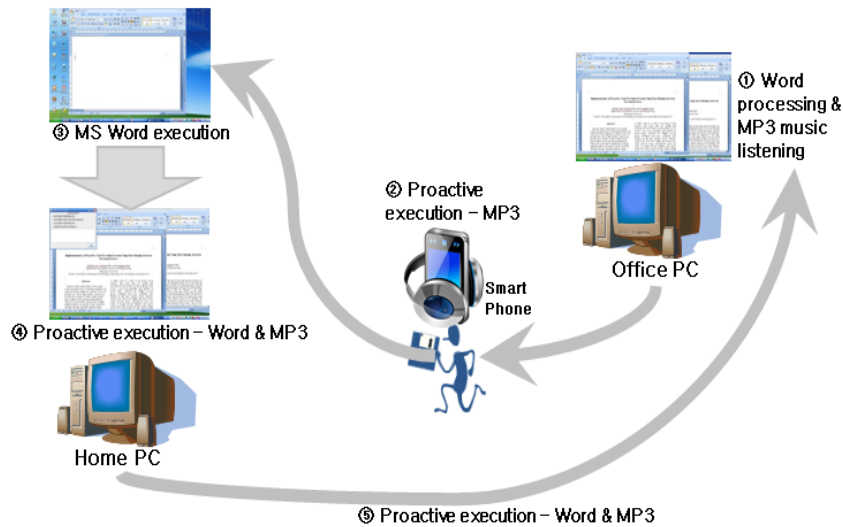 ① Word
processing &
MP3 music
listening
Office PC
② Proactive
execution – MP3
Smart
Phone
③ MS Word execution
④ Proactive execution – Word & MP3
Home PC
⑤ Proactive execution – Word & MP3